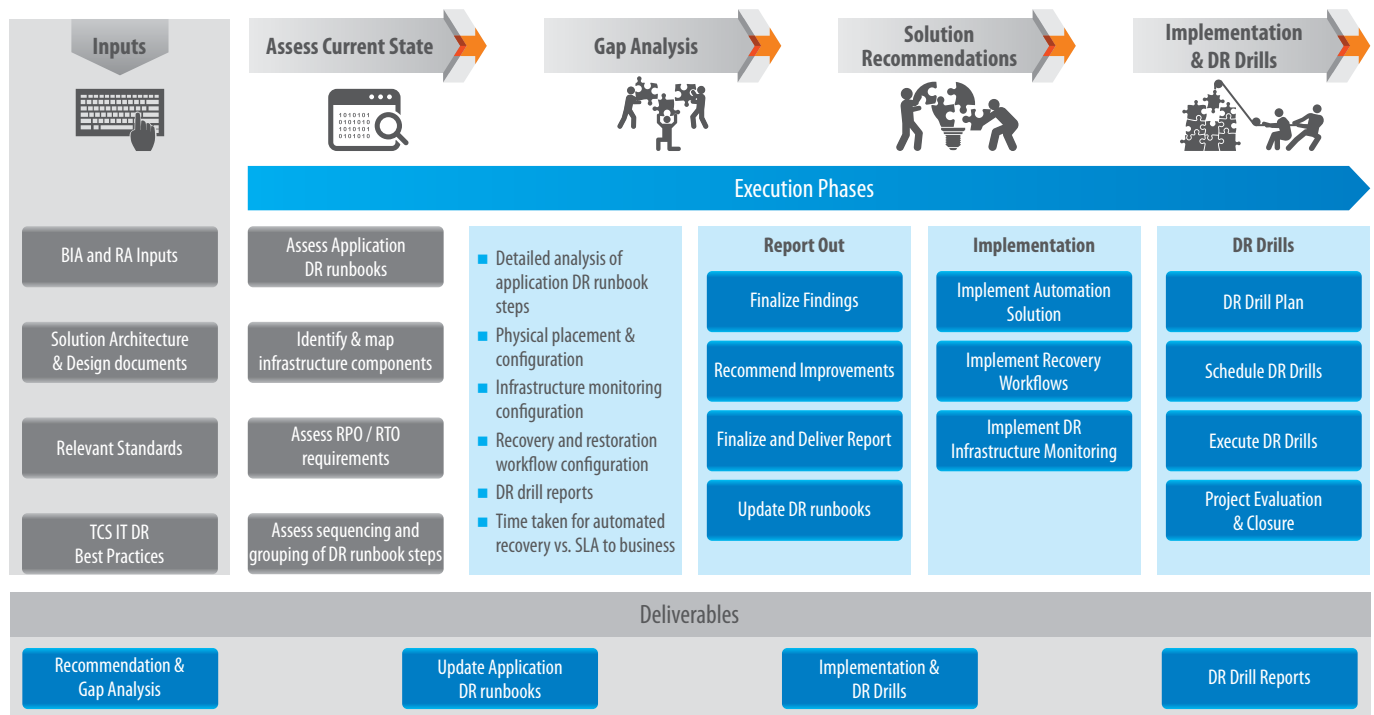 Inputs
Assess Current State
Gap Analysis
Solution
Recommendations
Implementation
& DR Drills
1010101
0101010
1010101
0101010
Execution Phases
BIA and RA Inputs
Solution Architecture
& Design documents
Relevant Standards
TCS IT DR
Best Practices
Assess Application
DR runbooks
Identify & map
infrastructure components
Assess RPO / RTO
requirements
Assess sequencing and
grouping of DR runbook steps
Detailed analysis of
application DR runbook
steps
Physical placement &
configuration
Infrastructure monitoring
configuration
Recovery and restoration
workflow configuration
DR drill reports
Time taken for automated
recovery vs. SLA to business
Report Out
Finalize Findings
Recommend Improvements
Finalize and Deliver Report
Update DR runbooks
Implementation
Implement Automation
Solution
Implement Recovery
Workflows
Implement DR
Infrastructure Monitoring
DR Drills
DR Drill Plan
Schedule DR Drills
Execute DR Drills
Project Evaluation
& Closure
Deliverables
Recommendation &
Gap Analysis
Update Application
DR runbooks
Implementation &
DR Drills
DR Drill Reports